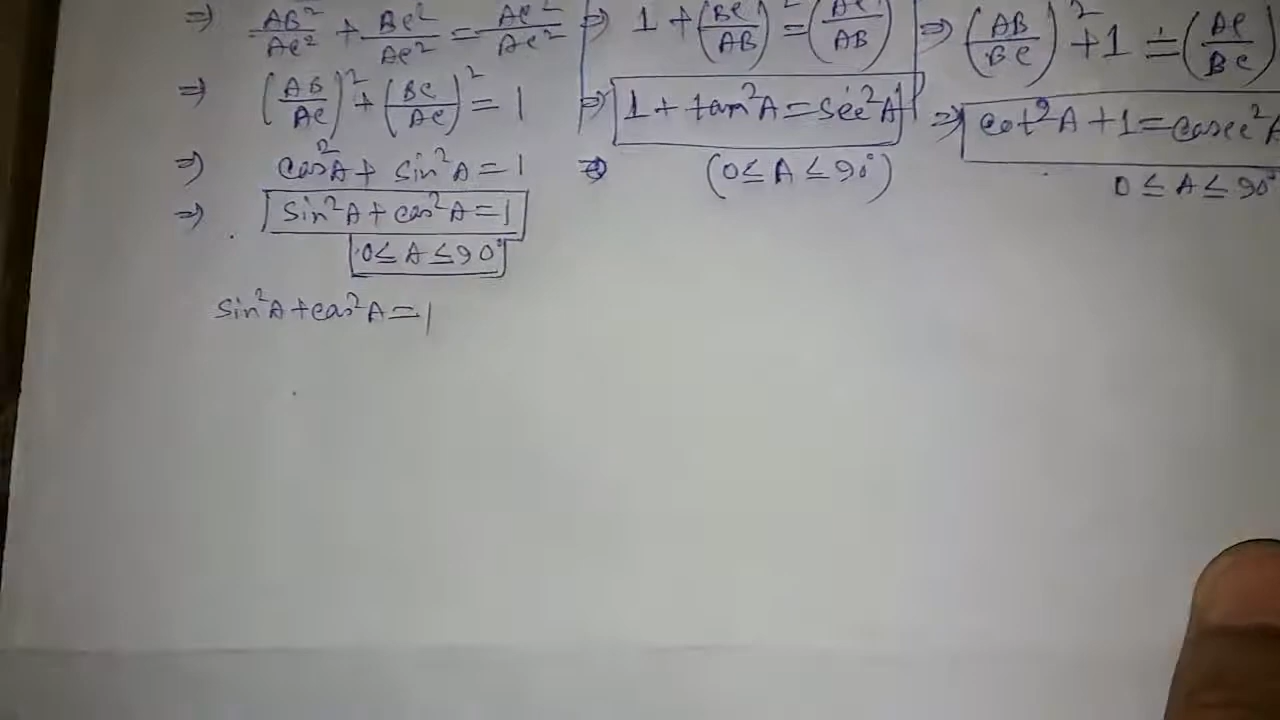 ⇒ AB²/AC² + BC²/AC² = AC²/AC²
⇒ (AB/AC)² + (BC/AC)² = 1
⇒ cos²A + sin²A = 1
⇒ sin²A + cos²A = 1
0 ≤ A ≤ 90°
sin²A + cos²A = 1
⇒ 1 + (BC/AB)² = (AC/AB)²
⇒ 1 + tan²A = sec²A
⇒ (0 ≤ A ≤ 90°)
⇒ (AB/BC)² + 1 = (AC/BC)
⇒ cot²A + 1 = cosec²A
0 ≤ A ≤ 90°